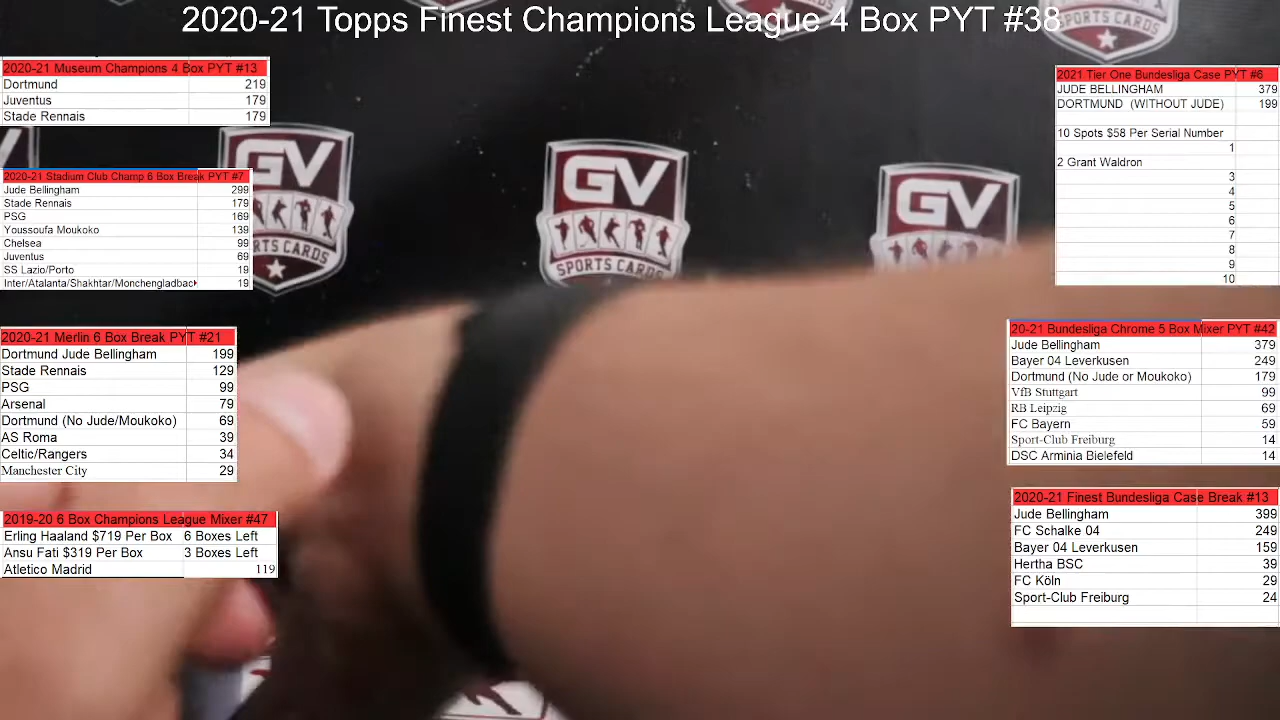 2020-21 Topps Finest Champions League 4 Box PYT #38
2020-21 Museum Champions 4 Box PYT #13
Dortmund 219
Juventus 179
Stade Rennais 179
2020-21 Stadium Club Champ 6 Box Break PYT #7
Jude Bellingham 299
Stade Rennais 179
PSG 169
Youssoufa Moukoko 139
Chelsea 99
Juventus 69
SS Lazio/Porto 19
Inter/Atalanta/Shakhtar/Monchengladbac 19
2020-21 Merlin 6 Box Break PYT #21
Dortmund Jude Bellingham 199
Stade Rennais 129
PSG 99
Arsenal 79
Dortmund (No Jude/Moukoko) 69
AS Roma 39
Celtic/Rangers 34
Manchester City 29
2019-20 6 Box Champions League Mixer #47
Erling Haaland $719 Per Box 6 Boxes Left
Ansu Fati $319 Per Box 3 Boxes Left
Atletico Madrid 119
2021 Tier One Bundesliga Case PYT #6
JUDE BELLINGHAM 379
DORTMUND (WITHOUT JUDE) 199
10 Spots $58 Per Serial Number
1
2 Grant Waldron
3
4
5
6
7
8
9
10
20-21 Bundesliga Chrome 5 Box Mixer PYT #42
Jude Bellingham 379
Bayer 04 Leverkusen 249
Dortmund (No Jude or Moukoko) 179
VfB Stuttgart 99
RB Leipzig 69
FC Bayern 59
Sport-Club Freiburg 14
DSC Arminia Bielefeld 14
2020-21 Finest Bundesliga Case Break #13
Jude Bellingham 399
FC Schalke 04 249
Bayer 04 Leverkusen 159
Hertha BSC 39
FC Köln 29
Sport-Club Freiburg 24
GV
RTS CARDS
GV
SPORTS CARDS
GV
SPORTS CARDS